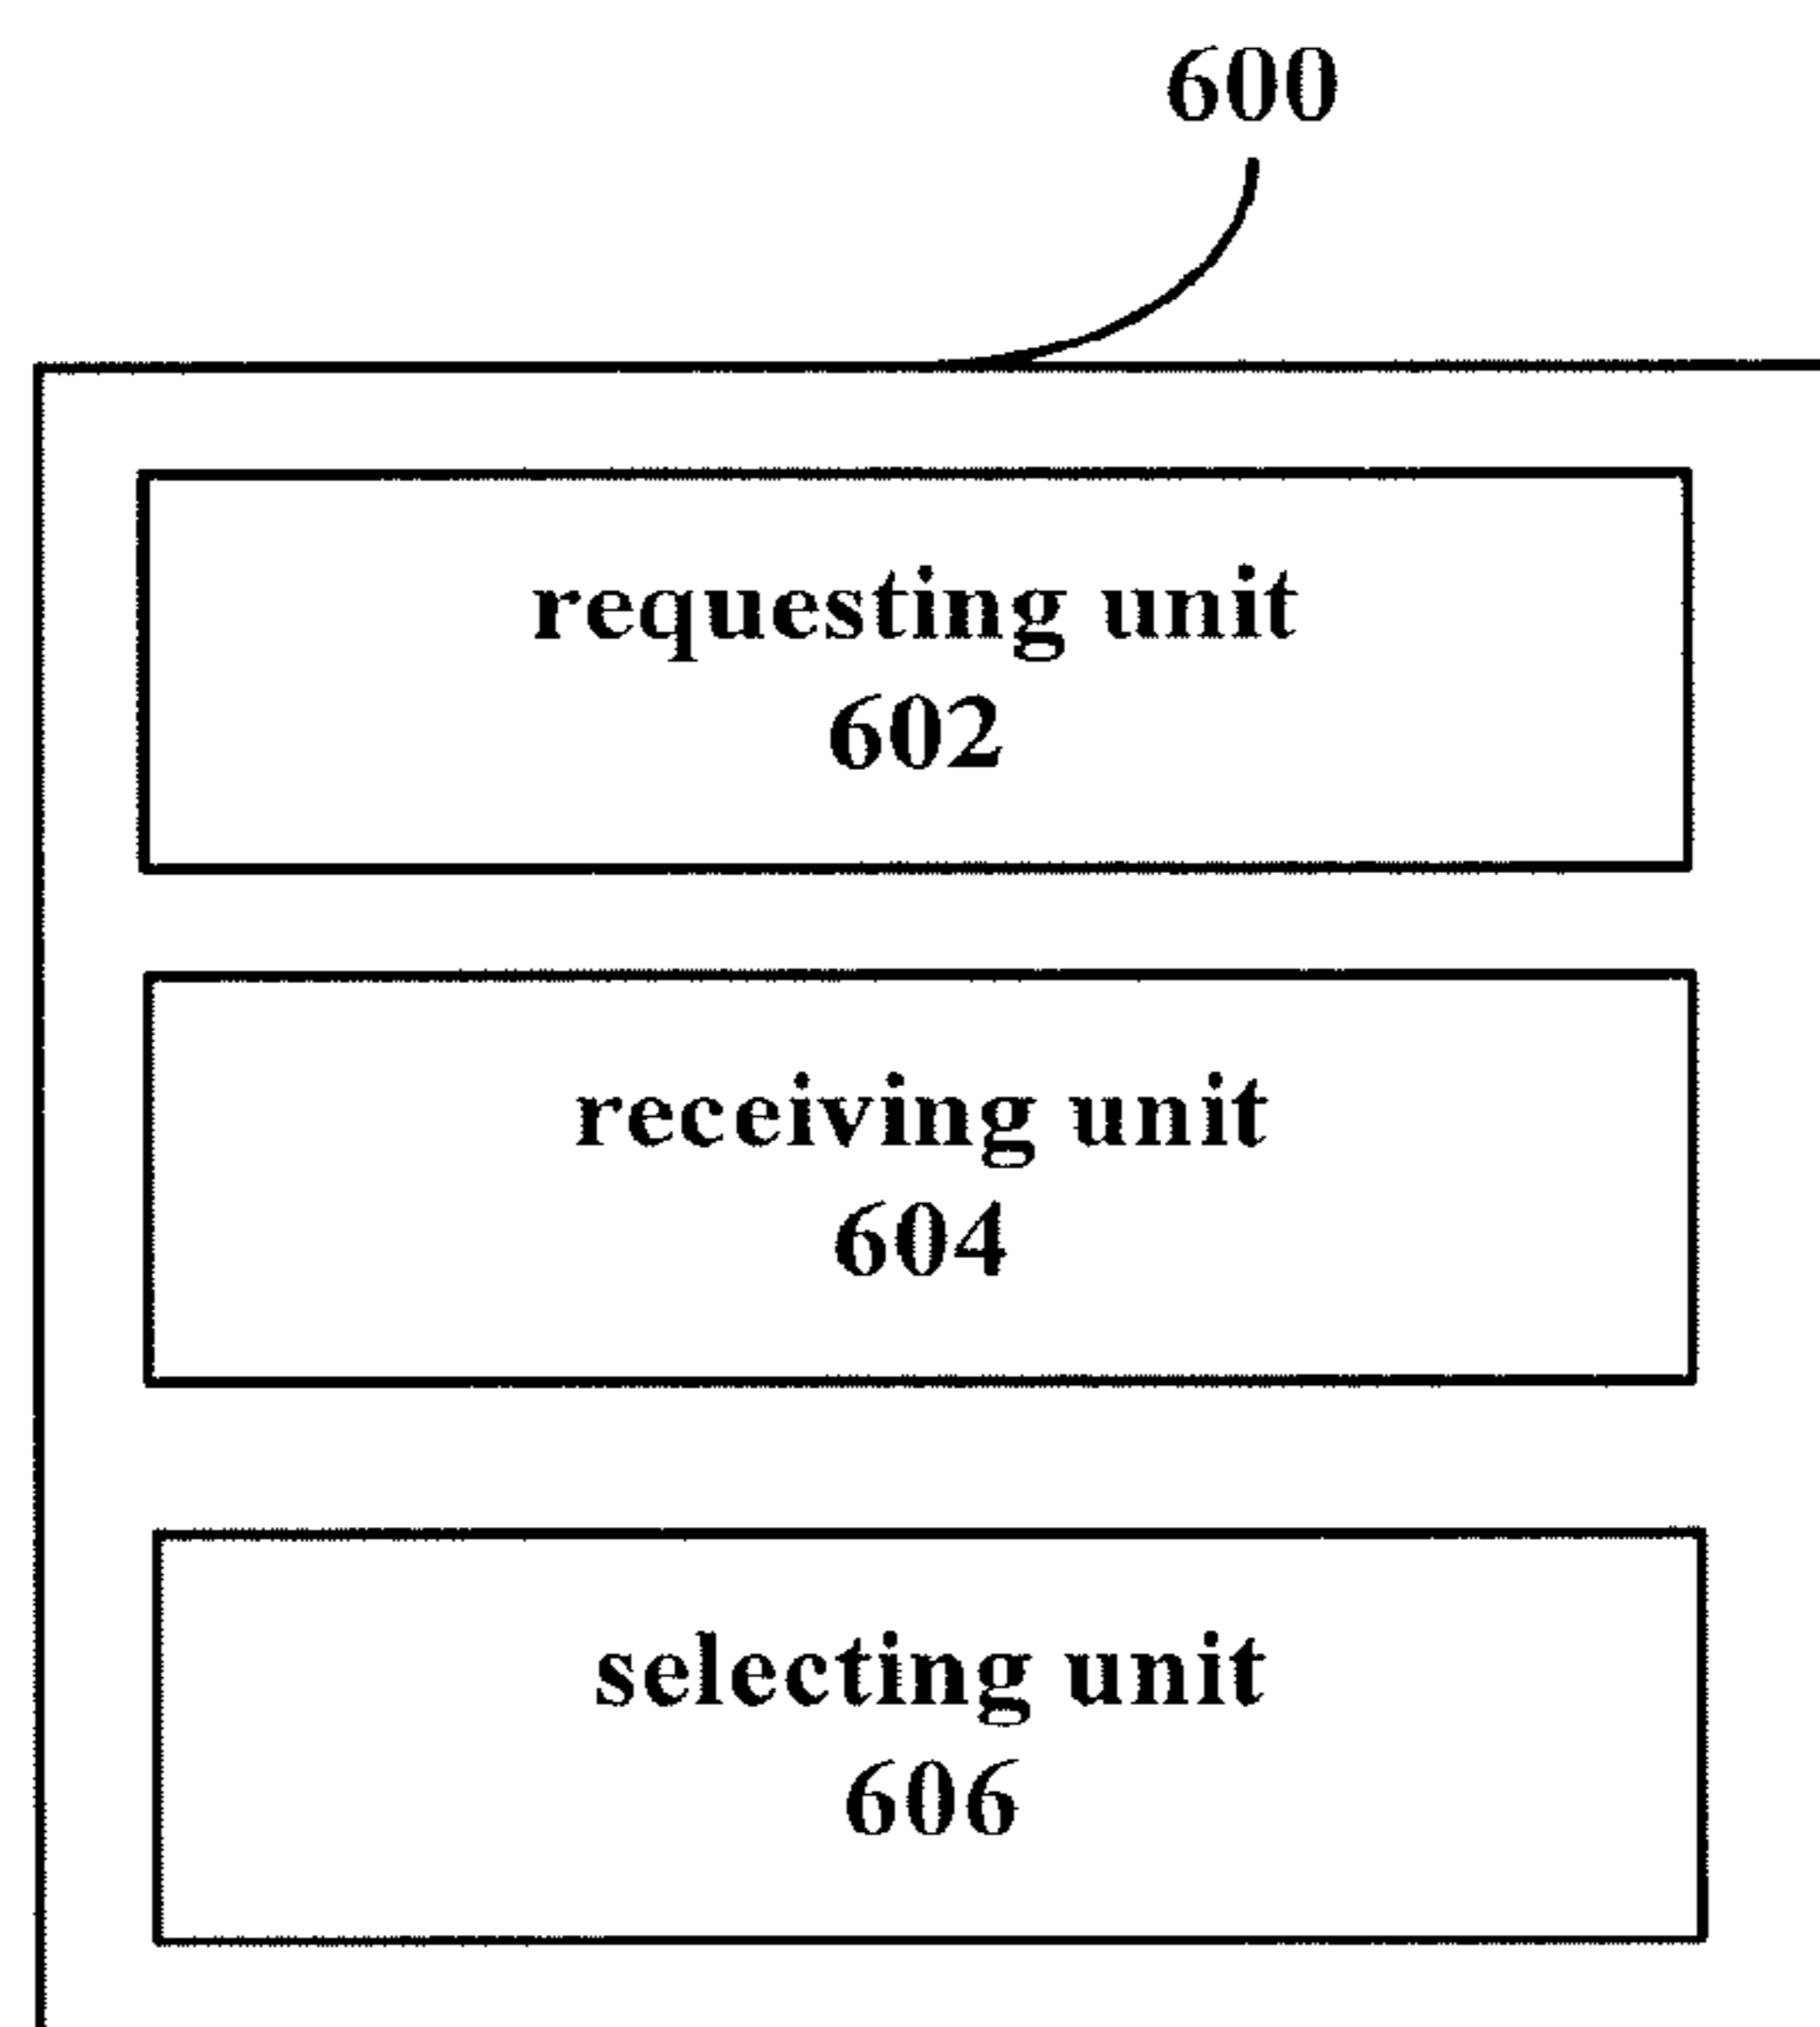 600
requesting unit
602
receiving unit
604
selecting unit
606